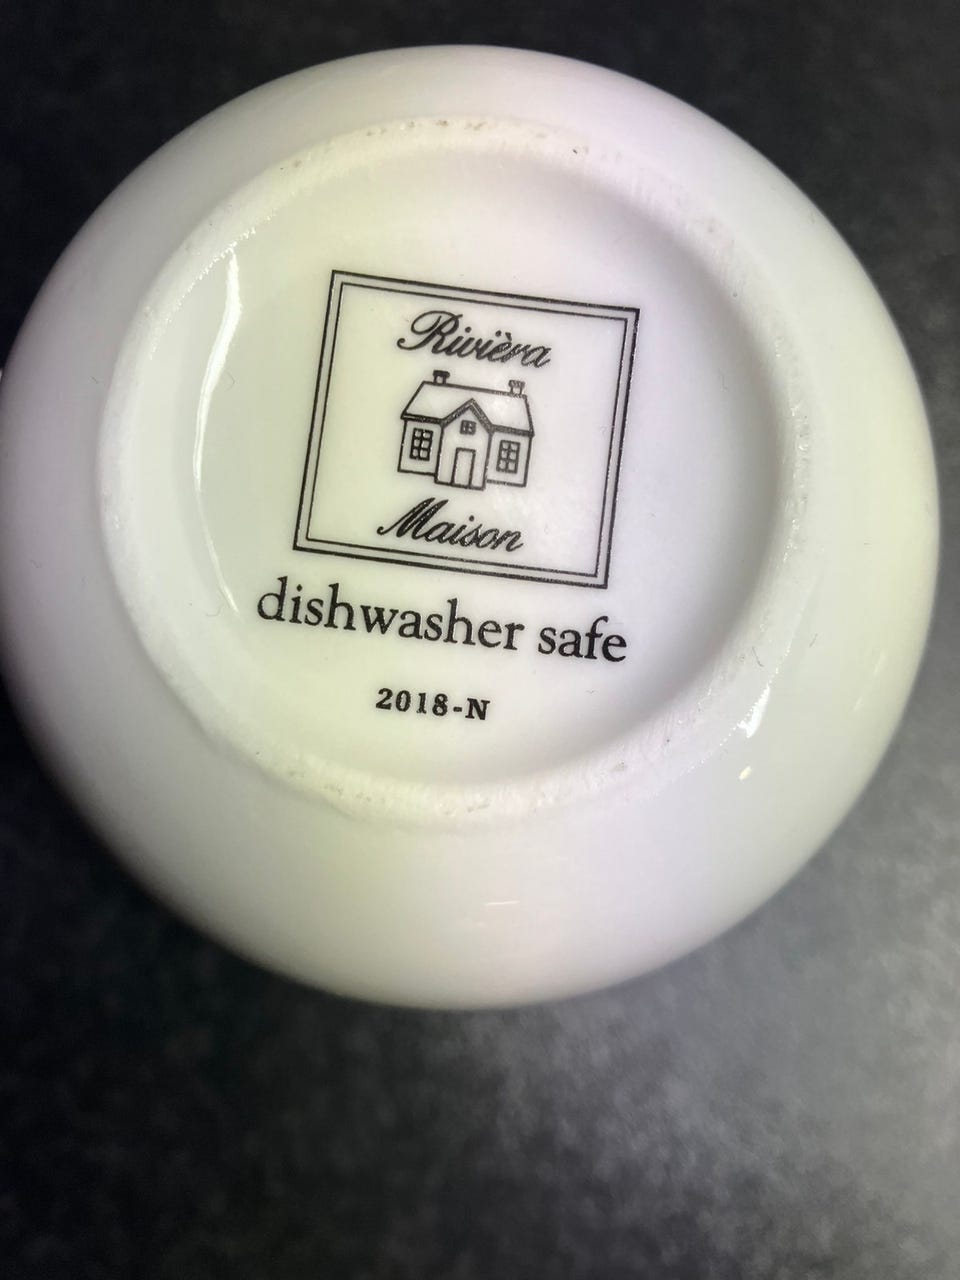 Rivièra
Maison
dishwasher safe
2018-N